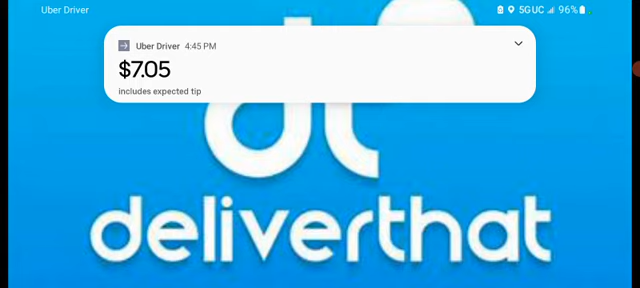 Uber Driver
5G UC 96%
Uber Driver 4:45 PM
$7.05
includes expected tip
dt
deliverthat